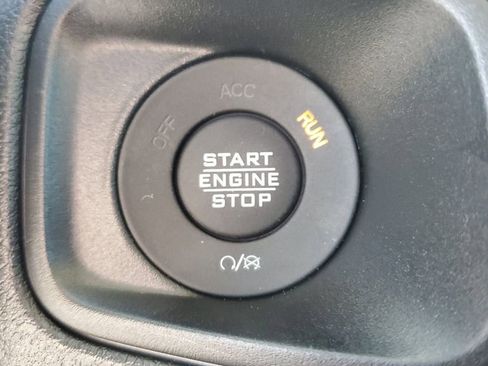 ACC
OFF
RUN
START
ENGINE
STOP